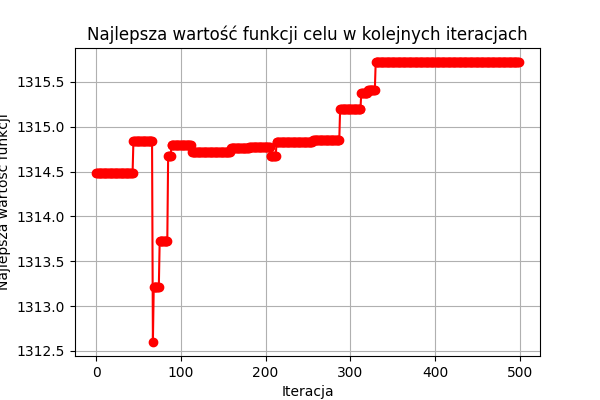 Najlepsza wartość funkcji celu w kolejnych iteracjach
Najlepsza wartość funkcji
1315.5
1315.0
1314.5
1314.0
1313.5
1313.0
1312.5
0 100 200 300 400 500
Iteracja